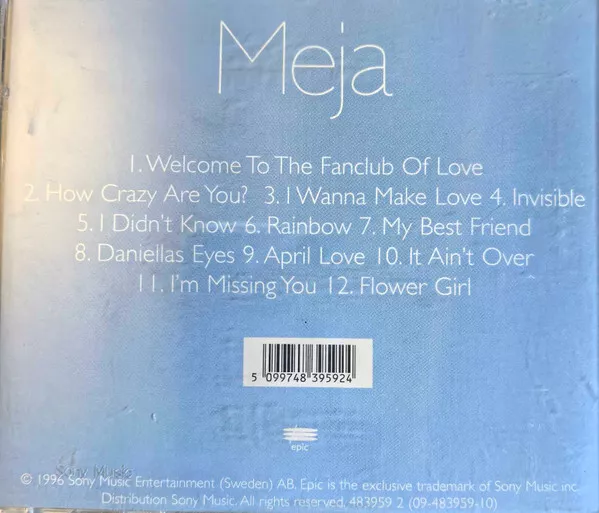 Meja
1. Welcome To The Fanclub Of Love
2. How Crazy Are You? 3. I Wanna Make Love 4. Invisible
5. I Didn't Know 6. Rainbow 7. My Best Friend
8. Daniellas Eyes 9. April Love 10. It Ain't Over
11. I'm Missing You 12. Flower Girl
5 099748 395924
epic
Sony Music
© 1996 Sony Music Entertainment (Sweden) AB. Epic is the exclusive trademark of Sony Music inc.
Distribution Sony Music. All rights reserved. 483959 2 (09-483959-10)